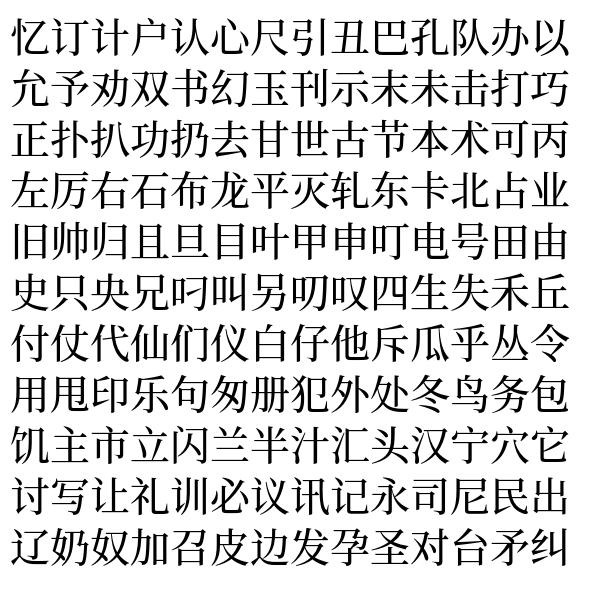 忆订计户认心尺引丑巴孔队办以
允予劝双书幻玉刊示末未击打巧
正扑扒功扔去甘世古节本术可丙
左厉右石布龙平灭轧东卡北占业
旧帅归且旦目叶甲申叮电号田由
史只央兄叼叫另叨叹四生失禾丘
付仗代仙们仪白仔他斥瓜乎丛令
用甩印乐句匆册犯外处冬鸟务包
饥主市立闪兰半汁汇头汉宁穴它
讨写让礼训必议讯记永司尼民出
辽奶奴加召皮边发孕圣对台矛纠